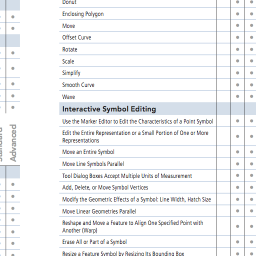 Donut
Enclosing Polygon
Move
Offset Curve
Rotate
Scale
Simplify
Smooth Curve
Wave
Interactive Symbol Editing
Use the Marker Editor to Edit the Characteristics of a Point Symbol
Edit the Entire Representation or a Small Portion of One or More
Representations
Move an Entire Symbol
Move Line Symbols Parallel
Tool Dialog Boxes Accept Multiple Units of Measurement
Add, Delete, or Move Symbol Vertices
Modify the Geometric Effects of a Symbol: Line Width, Hatch Size
Move Linear Geometries Parallel
Reshape and Move a Feature to Align One Specified Point with
Another (Warp)
Erase All or Part of a Symbol
Resize a Feature Symbol by Resizing Its Bounding Box
Standard
Advanced